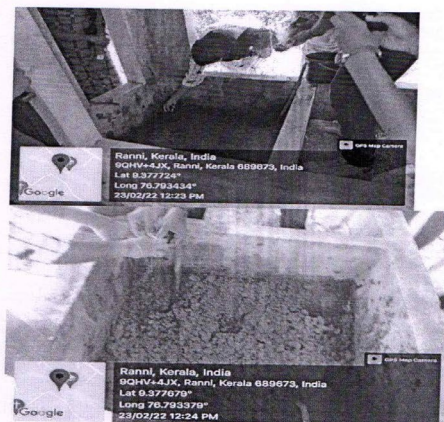 GPS Map Camera
Ranni, Kerala, India
9QHV+4JX, Ranni, Kerala 689673, India
Lat 9.377724°
Long 76.793434°
23/02/22 12:23 PM
Google
GPS Map Camera
Ranni, Kerala, India
9QHV+4JX, Ranni, Kerala 689673, India
Lat 9.377679°
Long 76.793379°
23/02/22 12:24 PM
Google